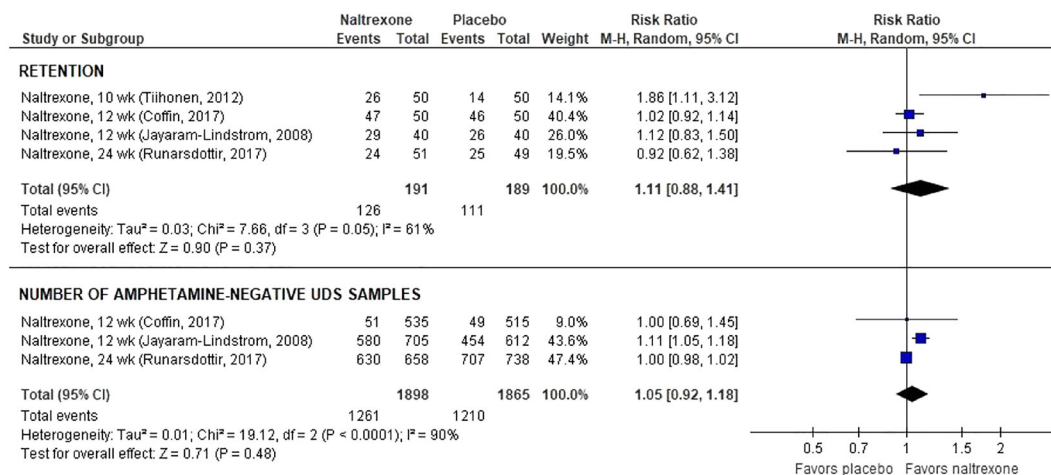 Naltrexone Placebo Risk Ratio Risk Ratio
Study or Subgroup Events Total Events Total Weight M-H, Random, 95% CI M-H, Random, 95% CI
RETENTION
Naltrexone, 10 wk (Tiihonen, 2012) 26 50 14 50 14.1% 1.86 [1.11, 3.12]
Naltrexone, 12 wk (Coffin, 2017) 47 50 46 50 40.4% 1.02 [0.92, 1.14]
Naltrexone, 12 wk (Jayaram-Lindstrom, 2008) 29 40 26 40 26.0% 1.12 [0.83, 1.50]
Naltrexone, 24 wk (Runarsdottir, 2017) 24 51 25 49 19.5% 0.92 [0.62, 1.38]
Total (95% CI) 191 189 100.0% 1.11 [0.88, 1.41]
Total events 126 111
Heterogeneity: Tau² = 0.03; Chi² = 7.66, df = 3 (P = 0.05); I² = 61%
Test for overall effect: Z = 0.90 (P = 0.37)
NUMBER OF AMPHETAMINE-NEGATIVE UDS SAMPLES
Naltrexone, 12 wk (Coffin, 2017) 51 535 49 515 9.0% 1.00 [0.69, 1.45]
Naltrexone, 12 wk (Jayaram-Lindstrom, 2008) 580 705 454 612 43.6% 1.11 [1.05, 1.18]
Naltrexone, 24 wk (Runarsdottir, 2017) 630 658 707 738 47.4% 1.00 [0.98, 1.02]
Total (95% CI) 1898 1865 100.0% 1.05 [0.92, 1.18]
Total events 1261 1210
Heterogeneity: Tau² = 0.01; Chi² = 19.12, df = 2 (P < 0.0001); I² = 90%
Test for overall effect: Z = 0.71 (P = 0.48)
0.5 0.7 1 1.5 2
Favors placebo Favors naltrexone